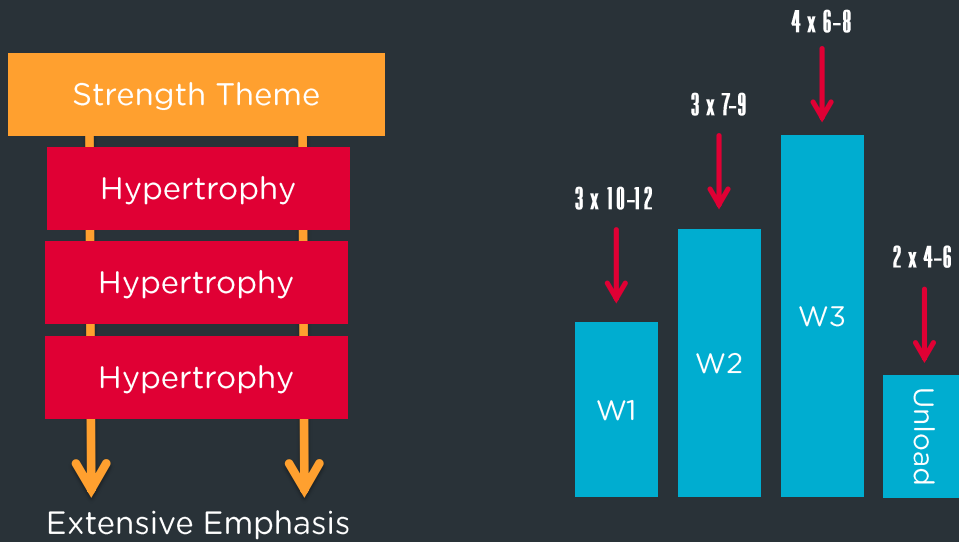 Strength Theme
Hypertrophy
Hypertrophy
Hypertrophy
Extensive Emphasis
3 x 10-12
W1
3 x 7-9
W2
4 x 6-8
W3
2 x 4-6
Unload